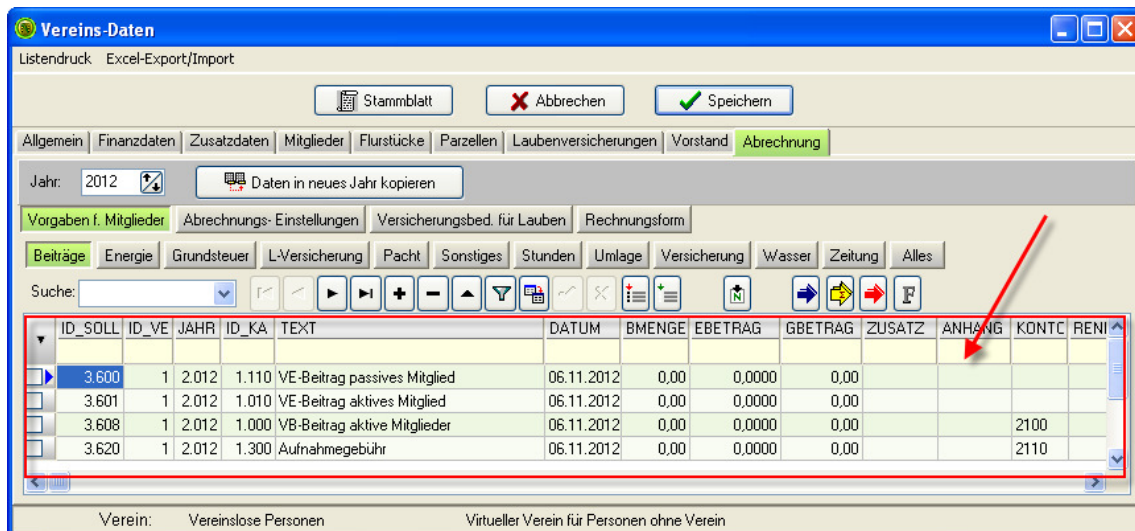 Vereins-Daten
Listendruck Excel-Export/Import
Stammblatt Abbrechen Speichern
Allgemein Finanzdaten Zusatzdaten Mitglieder Flurstücke Parzellen Laubenversicherungen Vorstand Abrechnung
Jahr: 2012 Daten in neues Jahr kopieren
Vorgaben f. Mitglieder Abrechnungs- Einstellungen Versicherungsbed. für Lauben Rechnungsform
Beiträge Energie Grundsteuer L-Versicherung Pacht Sonstiges Stunden Umlage Versicherung Wasser Zeitung Alles
Suche: N F
ID_SOLL ID_VE JAHR ID_KA TEXT DATUM BMENGE EBETRAG GBETRAG ZUSATZ ANHANG KONTO
3.600 1 2.012 1.110 VE-Beitrag passives Mitglied 06.11.2012 0,00 0,0000 0,00
3.601 1 2.012 1.010 VE-Beitrag aktives Mitglied 06.11.2012 0,00 0,0000 0,00
3.608 1 2.012 1.000 VB-Beitrag aktive Mitglieder 06.11.2012 0,00 0,0000 0,00 2100
3.620 1 2.012 1.300 Aufnahmegebühr 06.11.2012 0,00 0,0000 0,00 2110
Verein: Vereinslose Personen Virtueller Verein für Personen ohne Verein